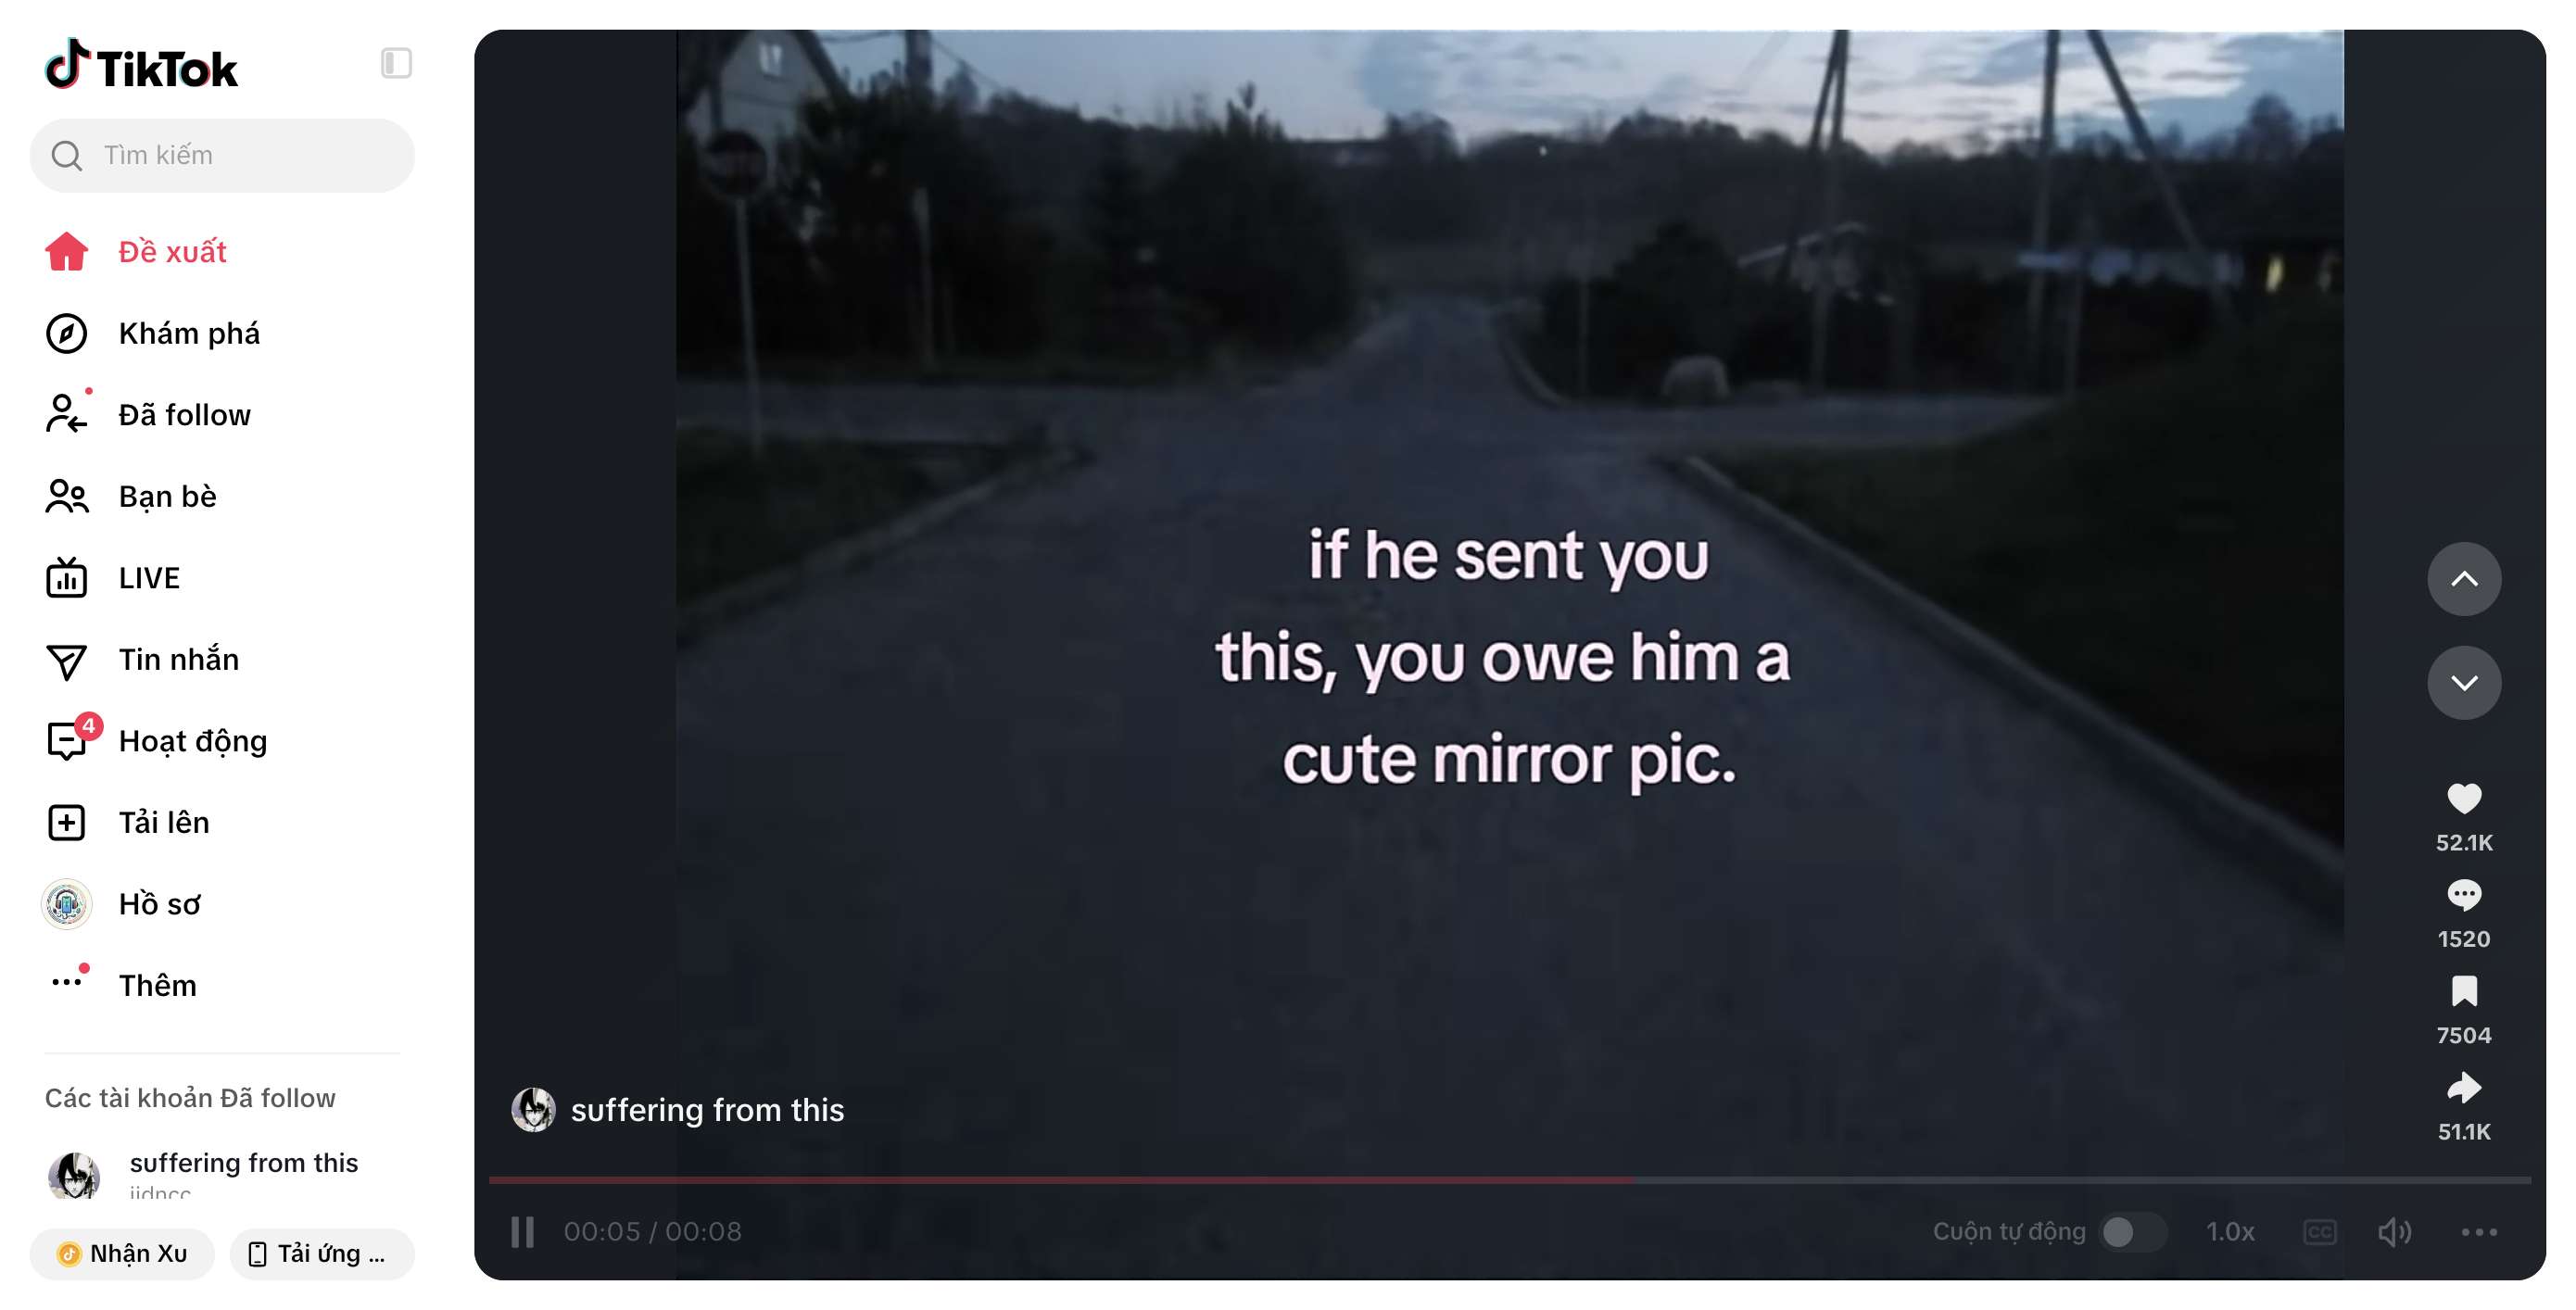 TikTok
Tìm kiếm
Đề xuất
Khám phá
Đã follow
Bạn bè
LIVE
Tin nhắn
4
Hoạt động
Tải lên
Hồ sơ
Thêm
Các tài khoản Đã follow
suffering from this
iidncc
Nhận Xu
Tải ứng ...
if he sent you
this, you owe him a
cute mirror pic.
52.1K
1520
7504
51.1K
suffering from this
00:05 / 00:08
Cuộn tự động
1.0x
CC